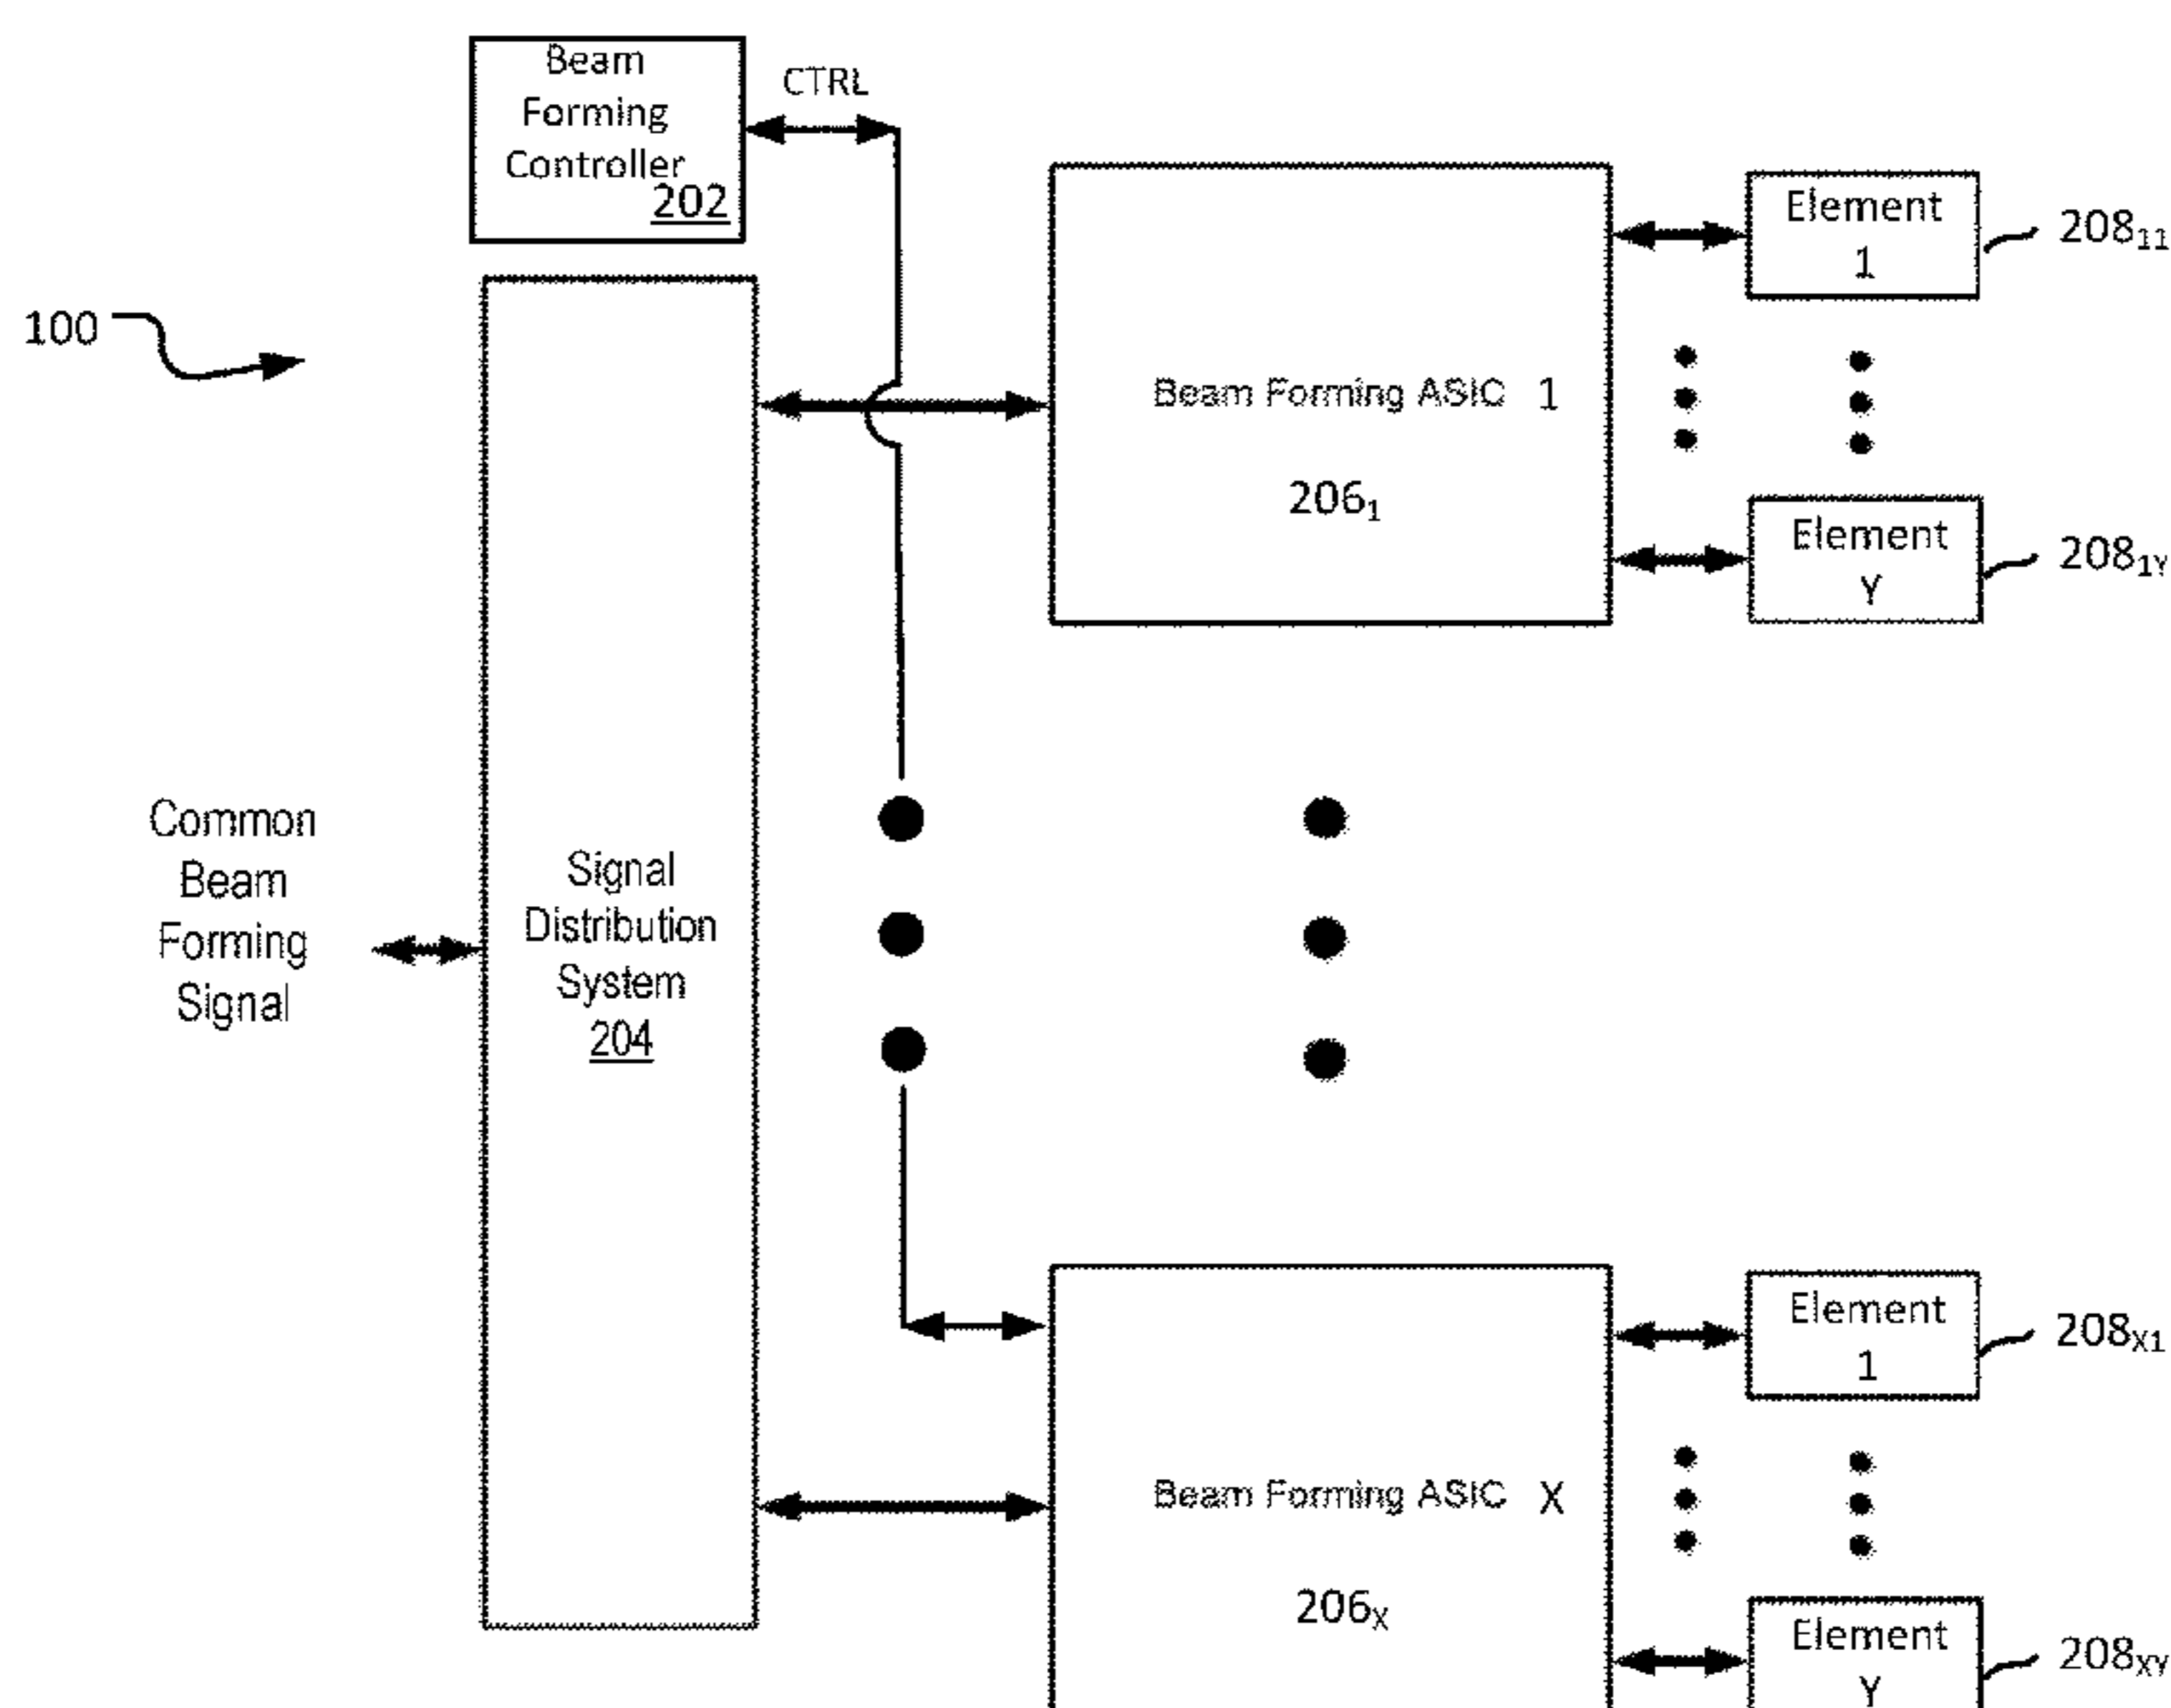 Beam
Forming
Controller
202
CTRL
100
Element
1
208₁₁
Beam Forming ASIC 1
206₁
Element
Y
208₁Y
Common
Beam
Forming
Signal
Signal
Distribution
System
204
Element
1
208X1
Beam Forming ASIC X
206X
Element
Y
208XY